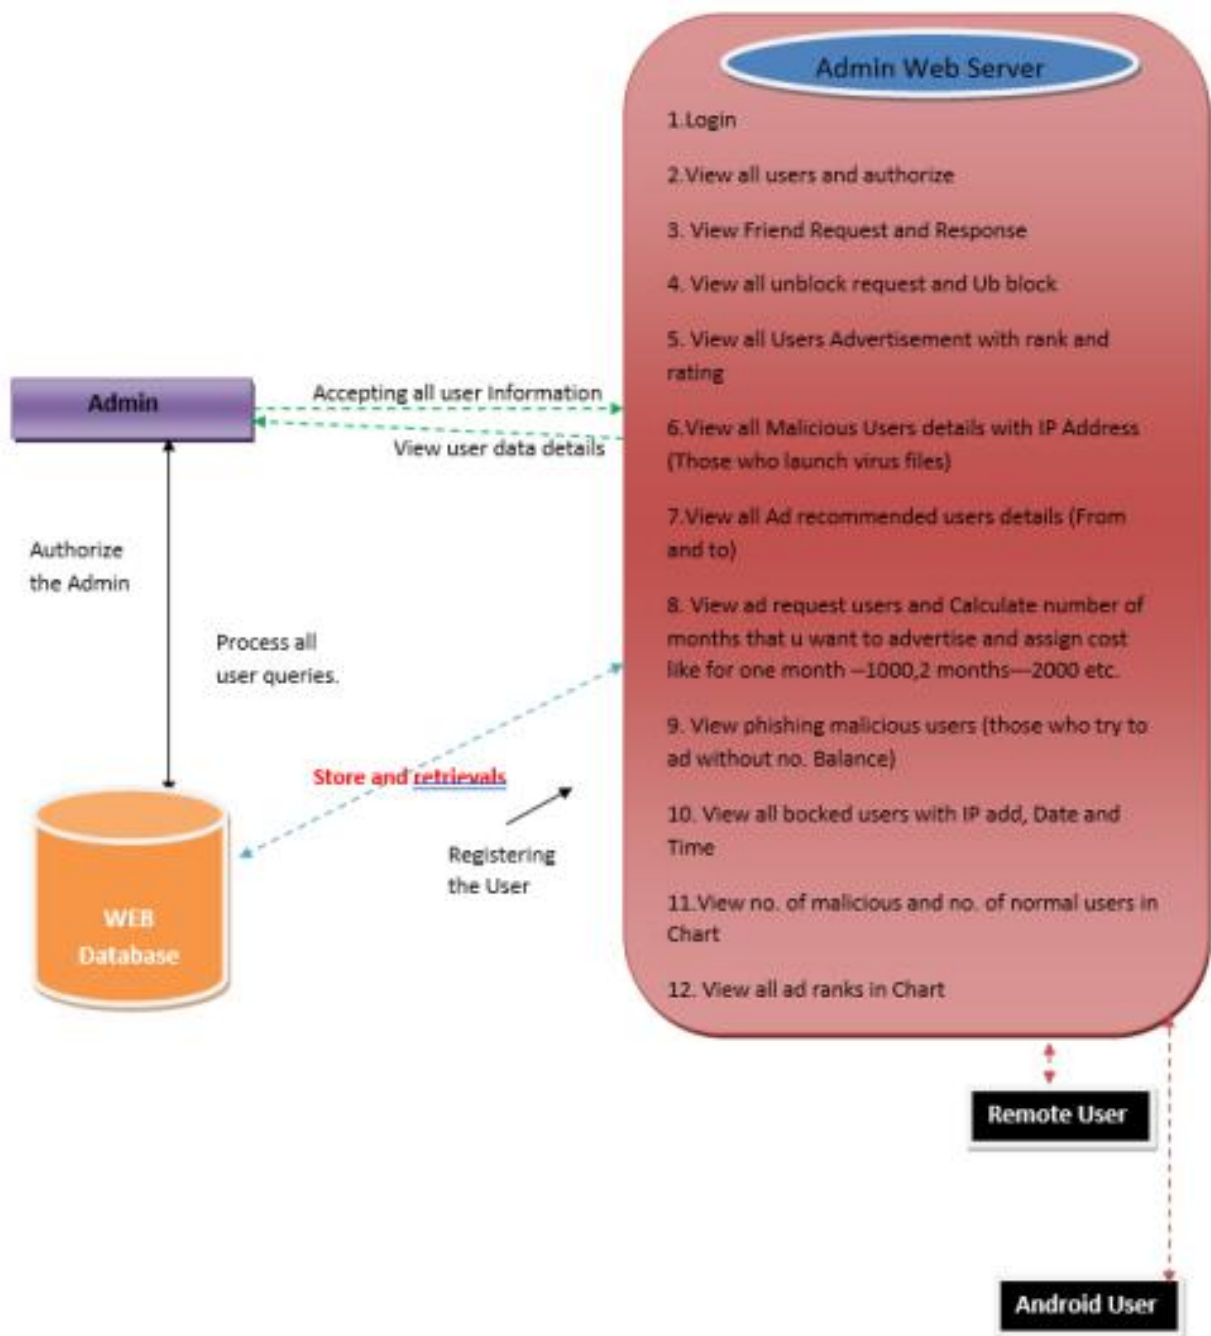 Admin Web Server
1.Login
2.View all users and authorize
3. View Friend Request and Response
4. View all unblock request and Ub block
5. View all Users Advertisement with rank and
rating
6.View all Malicious Users details with IP Address
(Those who launch virus files)
7.View all Ad recommended users details (From
and to)
8. View ad request users and Calculate number of
months that u want to advertise and assign cost
like for one month –1000,2 months—2000 etc.
9. View phishing malicious users (those who try to
ad without no. Balance)
10. View all bocked users with IP add, Date and
Time
11.View no. of malicious and no. of normal users in
Chart
12. View all ad ranks in Chart
Admin
Accepting all user Information
View user data details
Authorize
the Admin
Process all
user queries.
Store and retrievals
Registering
the User
WEB
Database
Remote User
Android User